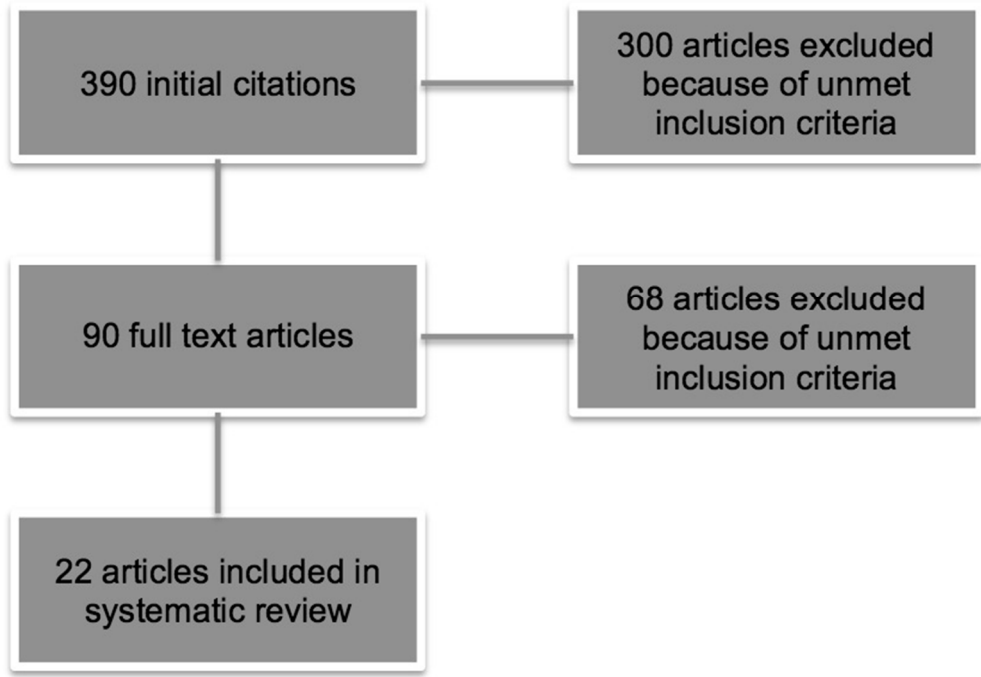 390 initial citations
300 articles excluded
because of unmet
inclusion criteria
90 full text articles
68 articles excluded
because of unmet
inclusion criteria
22 articles included in
systematic review